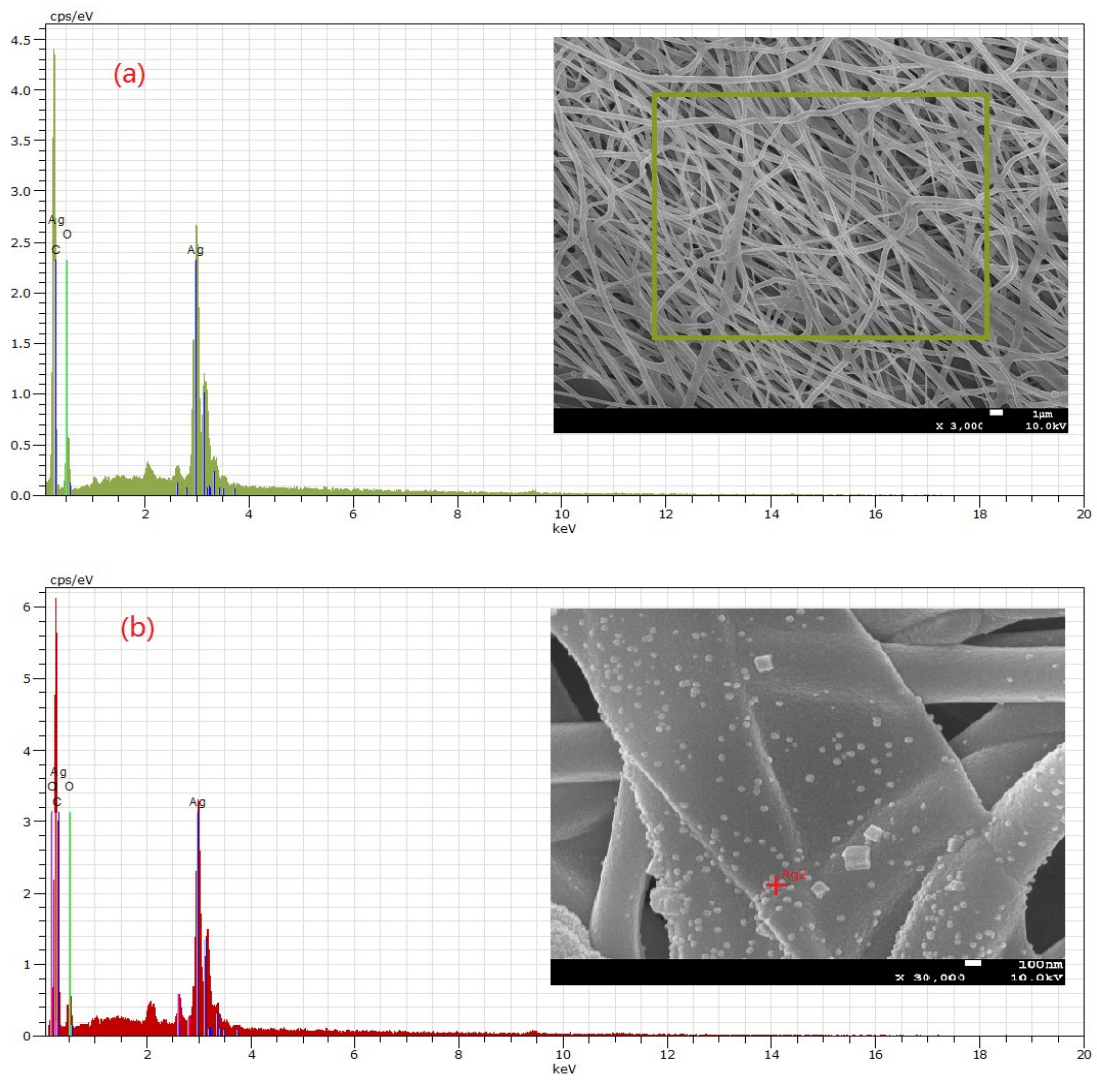 cps/eV
(a)
4.5
4.0
3.5
3.0
2.5
2.0
1.5
1.0
0.5
0.0
Ag
O
C
Ag
2 4 6 8 10 12 14 16 18 20
keV
1µm
X 3,000 10.0kV
cps/eV
(b)
6
5
4
3
2
1
0
Ag
O O
C
Ag
2 4 6 8 10 12 14 16 18 20
keV
Ag2
100nm
X 30,000 10.0kV